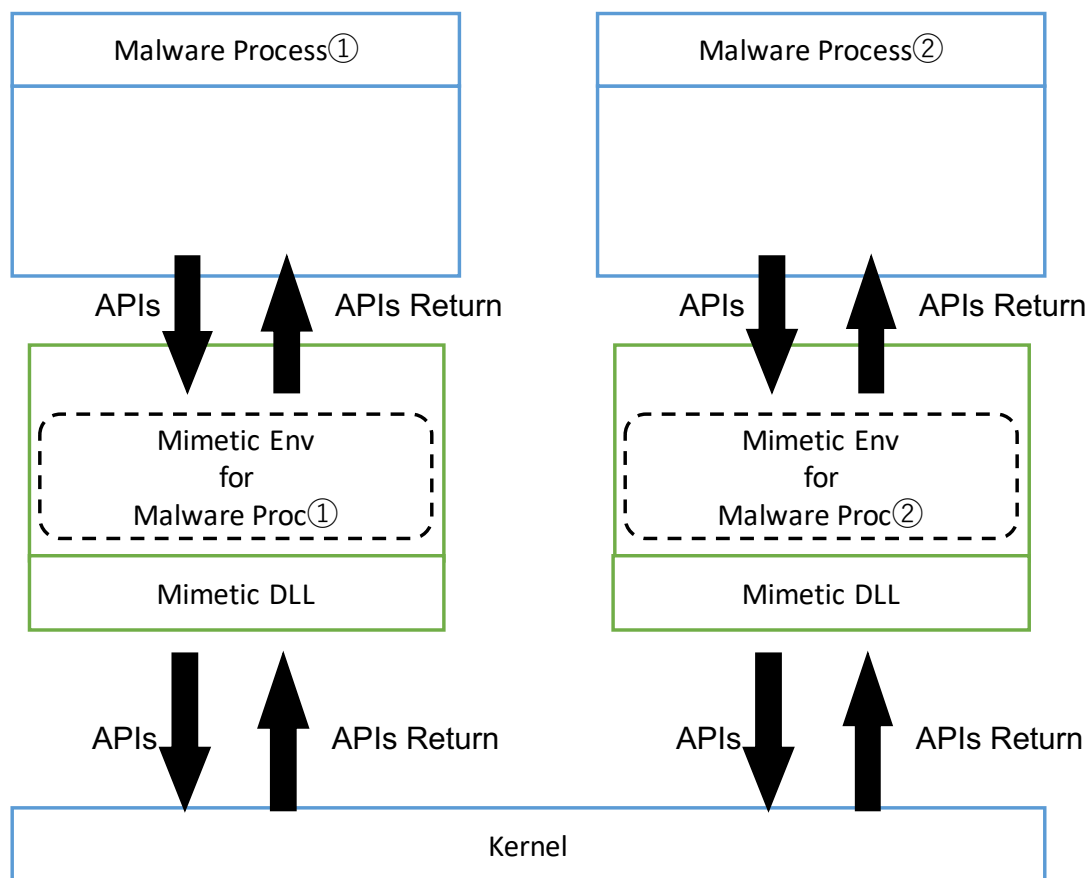 Malware Process①
Malware Process②
APIs
APIs Return
APIs
APIs Return
Mimetic Env
for
Malware Proc①
Mimetic Env
for
Malware Proc②
Mimetic DLL
Mimetic DLL
APIs
APIs Return
APIs
APIs Return
Kernel